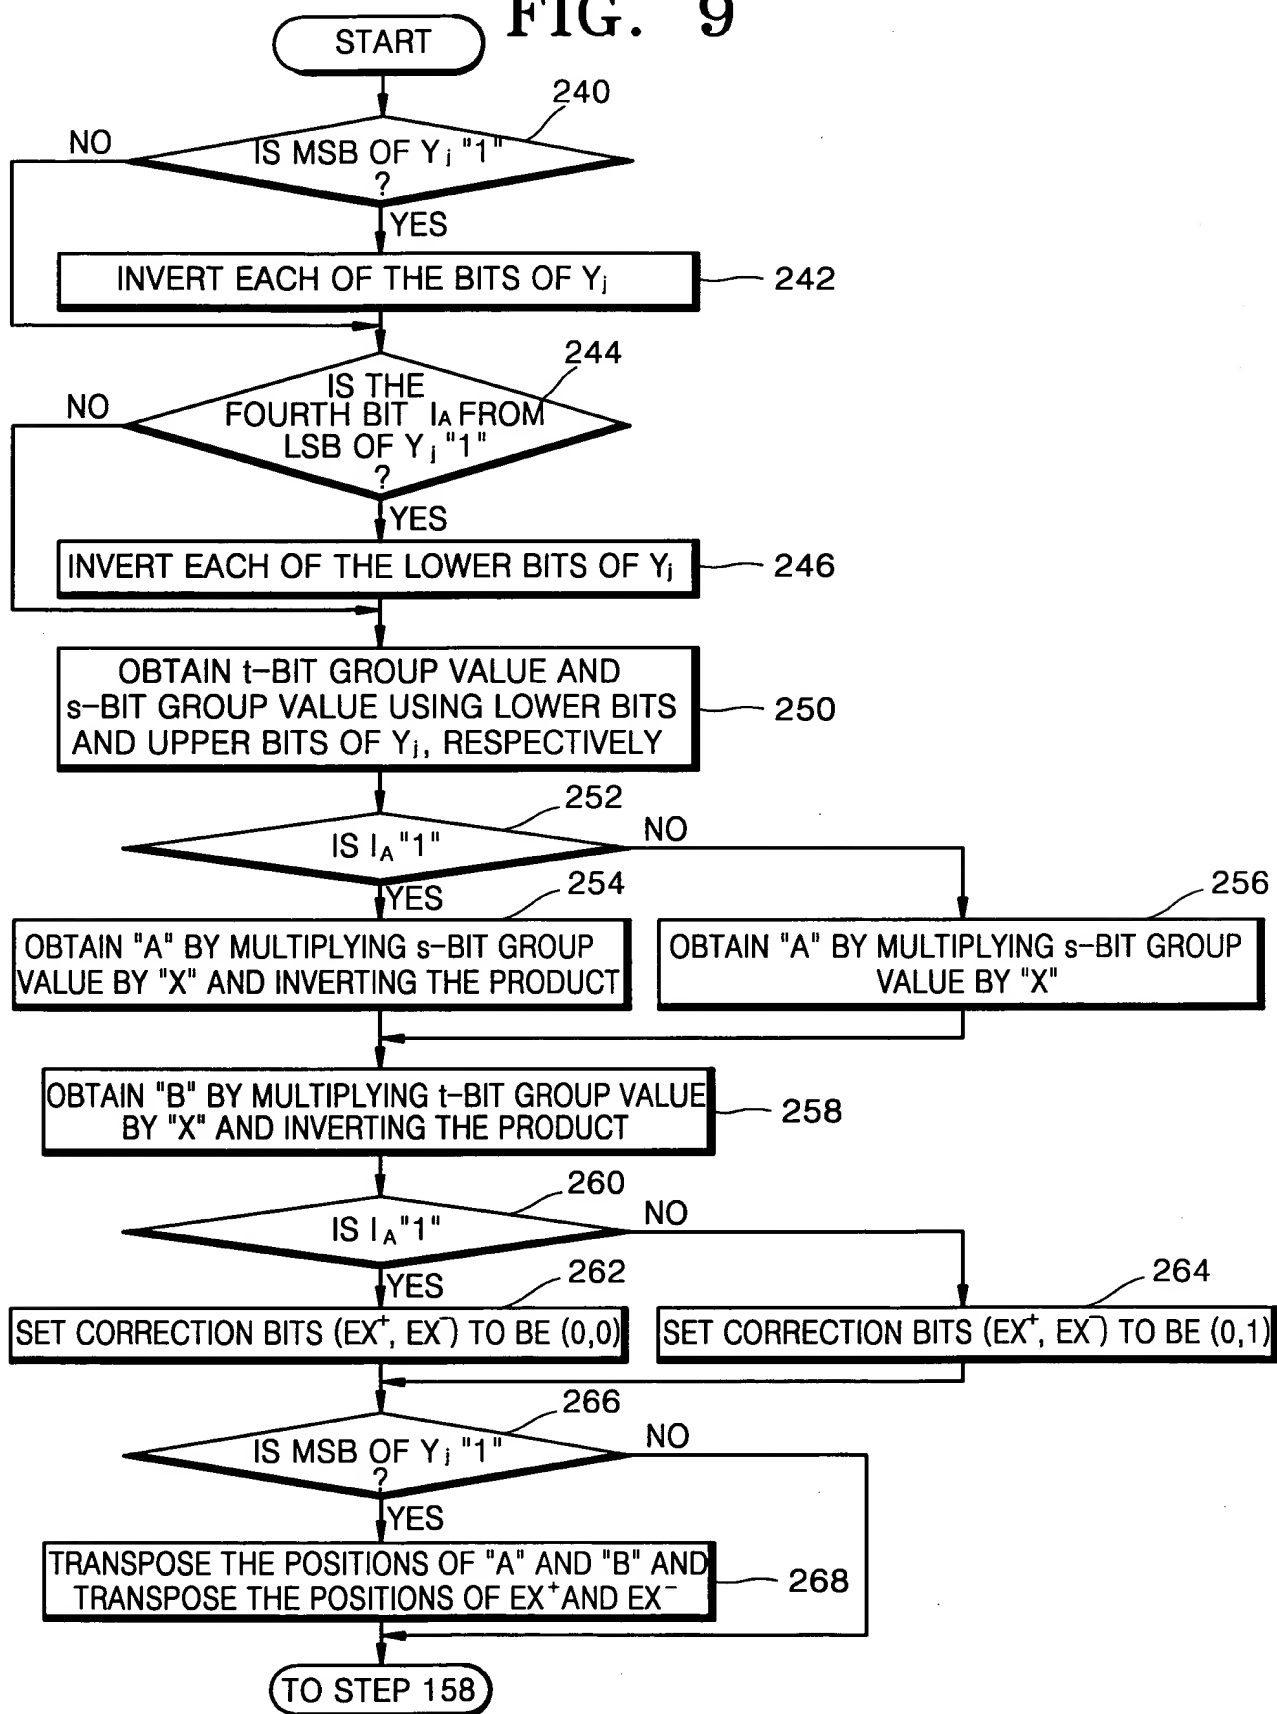 FIG. 9
START
240
NO
IS MSB OF Yj "1"
?
YES
INVERT EACH OF THE BITS OF Yj
242
244
IS THE
NO
FOURTH BIT IA FROM
LSB OF Yj "1"
?
YES
INVERT EACH OF THE LOWER BITS OF Yj
246
OBTAIN t-BIT GROUP VALUE AND
s-BIT GROUP VALUE USING LOWER BITS
AND UPPER BITS OF Yj, RESPECTIVELY
250
252
IS IA "1"
NO
YES
254
256
OBTAIN "A" BY MULTIPLYING s-BIT GROUP
VALUE BY "X" AND INVERTING THE PRODUCT
OBTAIN "A" BY MULTIPLYING s-BIT GROUP
VALUE BY "X"
OBTAIN "B" BY MULTIPLYING t-BIT GROUP VALUE
BY "X" AND INVERTING THE PRODUCT
258
260
IS IA "1"
NO
YES
262
264
SET CORRECTION BITS (EX⁺, EX⁻) TO BE (0,0)
SET CORRECTION BITS (EX⁺, EX⁻) TO BE (0,1)
266
IS MSB OF Yj "1"
?
NO
YES
TRANSPOSE THE POSITIONS OF "A" AND "B" AND
TRANSPOSE THE POSITIONS OF EX⁺ AND EX⁻
268
TO STEP 158